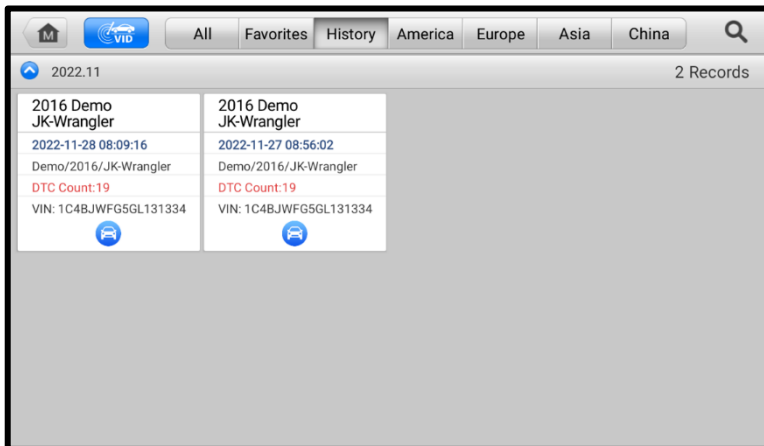 M VID All Favorites History America Europe Asia China
2022.11 2 Records
2016 Demo
JK-Wrangler
2022-11-28 08:09:16
Demo/2016/JK-Wrangler
DTC Count:19
VIN: 1C4BJWFG5GL131334
2016 Demo
JK-Wrangler
2022-11-27 08:56:02
Demo/2016/JK-Wrangler
DTC Count:19
VIN: 1C4BJWFG5GL131334